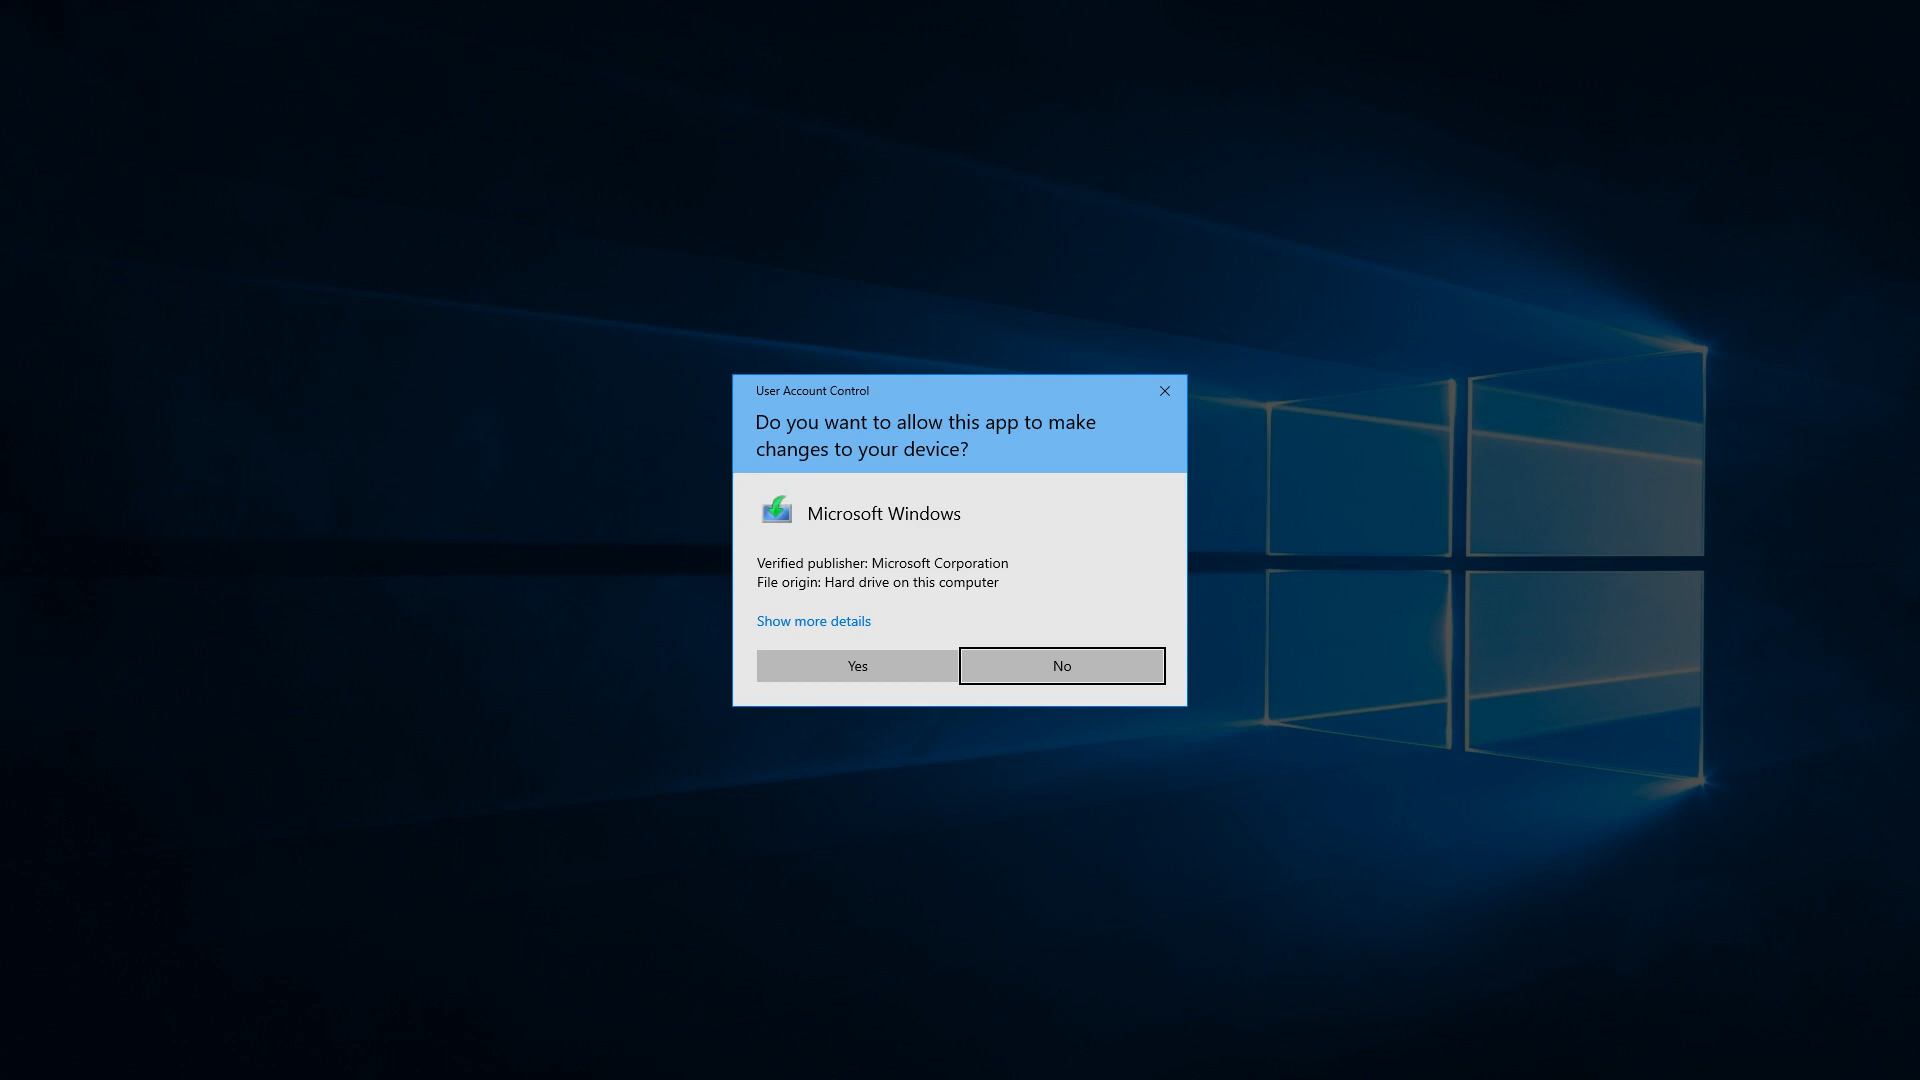 User Account Control
Do you want to allow this app to make
changes to your device?
Microsoft Windows
Verified publisher: Microsoft Corporation
File origin: Hard drive on this computer
Show more details
Yes
No